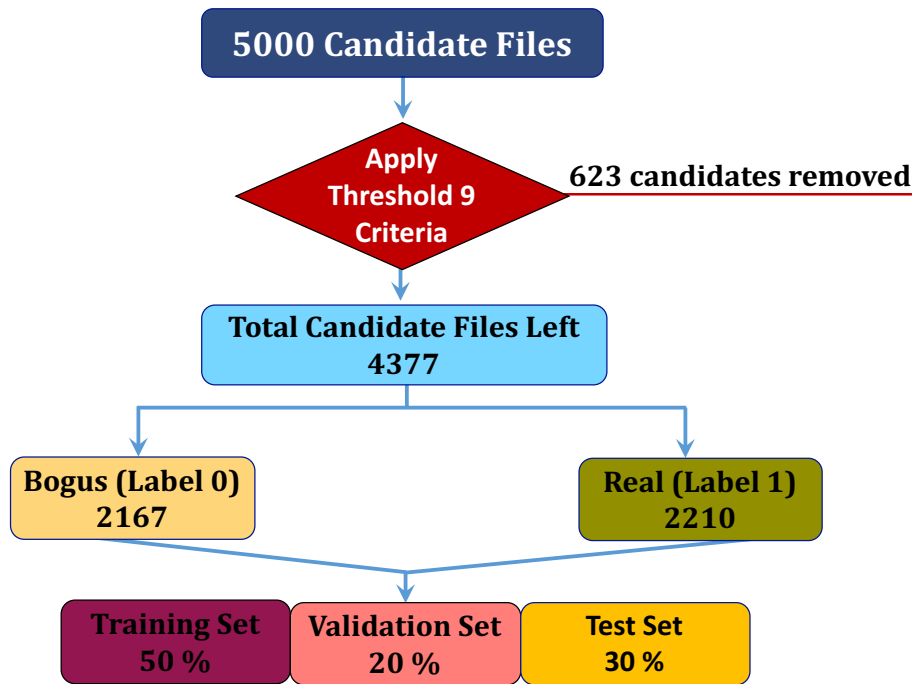 5000 Candidate Files
Apply
Threshold 9
Criteria
623 candidates removed
Total Candidate Files Left
4377
Bogus (Label 0)
2167
Real (Label 1)
2210
Training Set
50 %
Validation Set
20 %
Test Set
30 %